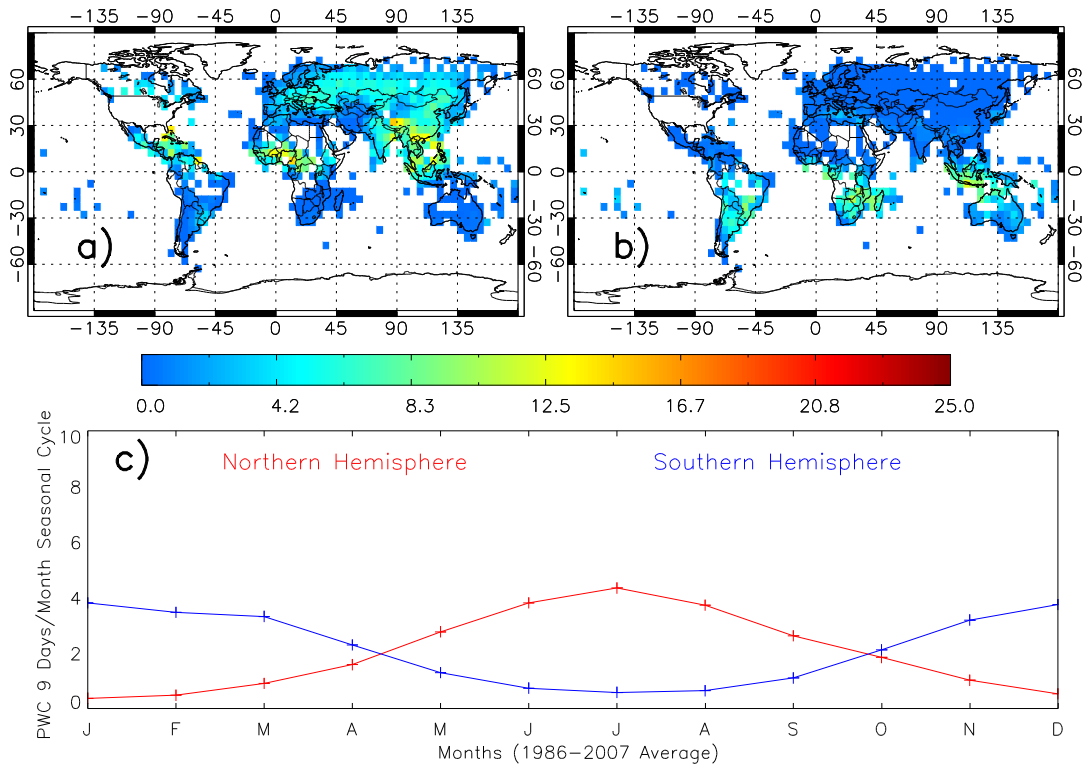 −135 −90 −45 0 45 90 135
−135 −90 −45 0 45 90 135
60 60
30 30
0 0
−30 −30
−60 −60
a)
60 60
30 30
0 0
−30 −30
−60 −60
b)
−135 −90 −45 0 45 90 135
−135 −90 −45 0 45 90 135
0.0 4.2 8.3 12.5 16.7 20.8 25.0
PWC 9 Days/Month Seasonal Cycle
10
8
6
4
2
0
c)
Northern Hemisphere
Southern Hemisphere
J F M A M J J A S O N D
Months (1986−2007 Average)